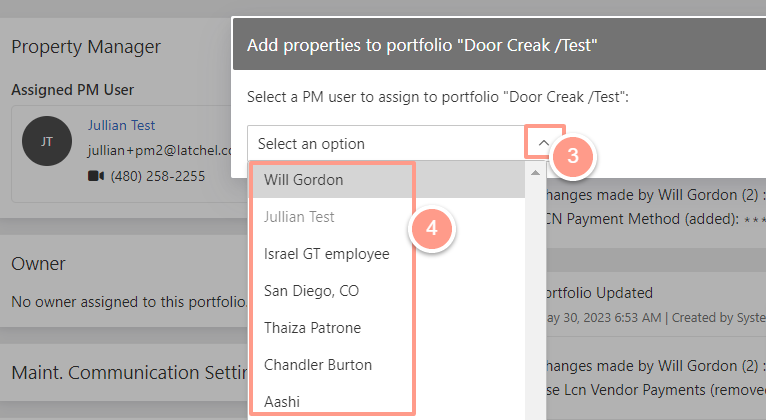 Property Manager
Assigned PM User
JT
Jullian Test
jullian+pm2@latchel.co
(480) 258-2255
Owner
No owner assigned to this portfolio.
Maint. Communication Settin
Add properties to portfolio "Door Creak /Test"
Select a PM user to assign to portfolio "Door Creak /Test":
Select an option
3
Will Gordon
Jullian Test
Israel GT employee
San Diego, CO
Thaiza Patrone
Chandler Burton
Aashi
4
hanges made by Will Gordon (2) :
CN Payment Method (added): ***
ortfolio Updated
ay 30, 2023 6:53 AM | Created by Syste
hanges made by Will Gordon (2) :
se Lcn Vendor Payments (remove